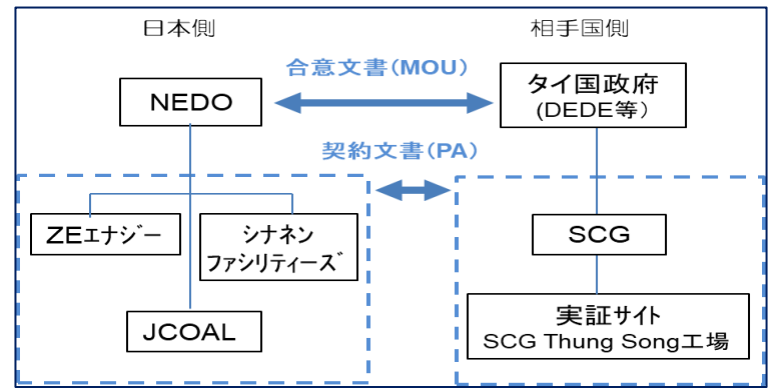 日本側
相手国側
合意文書(MOU)
NEDO
タイ国政府
(DEDE等)
契約文書(PA)
ZEエナジー
シナネン
ファシリティーズ
SCG
JCOAL
実証サイト
SCG Thung Song工場